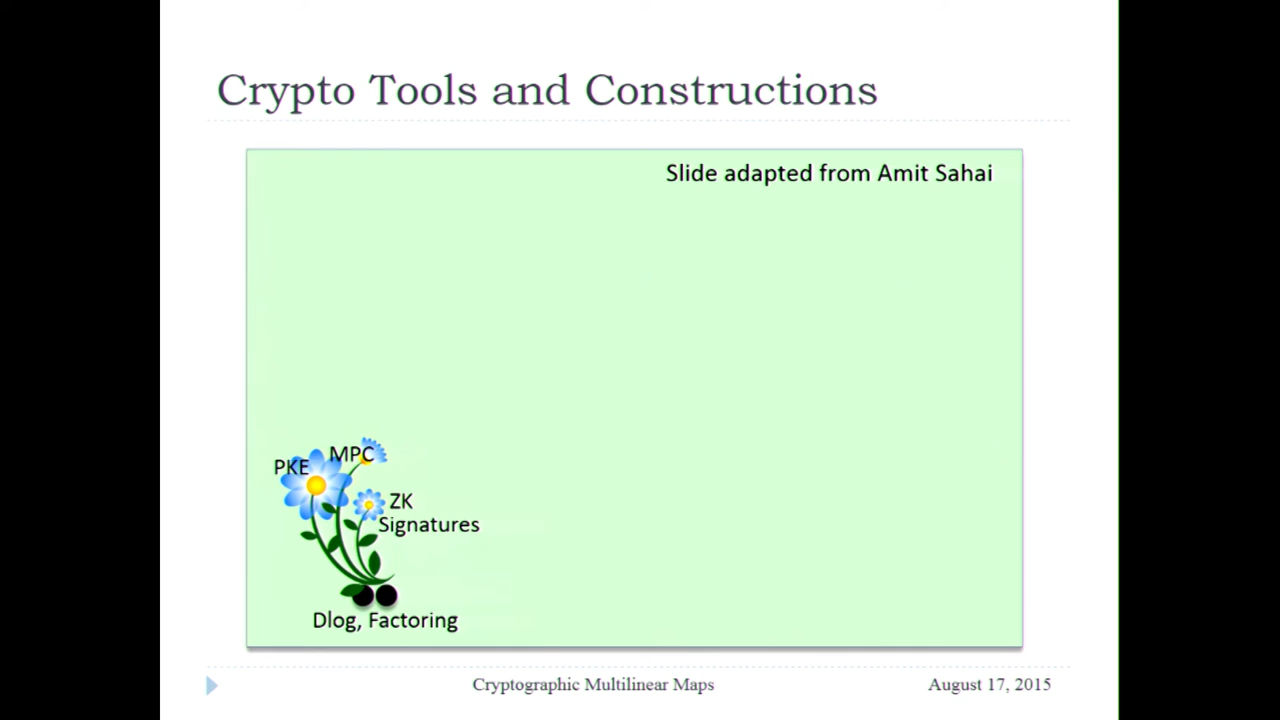 Crypto Tools and Constructions
Slide adapted from Amit Sahai
PKE
MPC
ZK
Signatures
Dlog, Factoring
Cryptographic Multilinear Maps
August 17, 2015